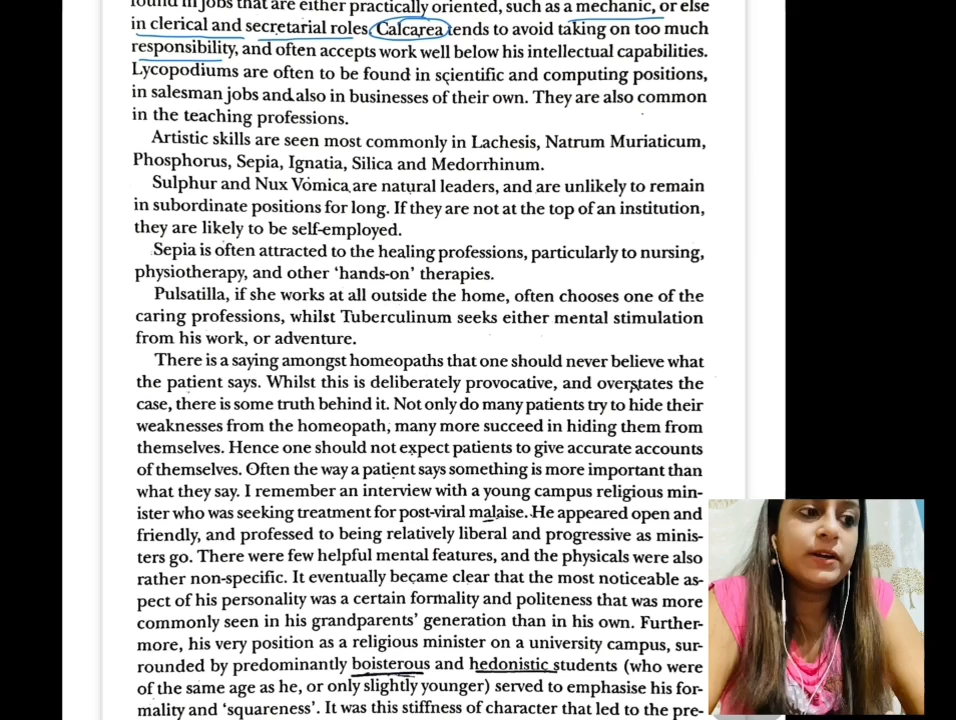 found in jobs that are either practically oriented, such as a mechanic, or else
in clerical and secretarial roles. Calcarea tends to avoid taking on too much
responsibility, and often accepts work well below his intellectual capabilities.
Lycopodiums are often to be found in scientific and computing positions,
in salesman jobs and also in businesses of their own. They are also common
in the teaching professions.
Artistic skills are seen most commonly in Lachesis, Natrum Muriaticum,
Phosphorus, Sepia, Ignatia, Silica and Medorrhinum.
Sulphur and Nux Vomica are natural leaders, and are unlikely to remain
in subordinate positions for long. If they are not at the top of an institution,
they are likely to be self-employed.
Sepia is often attracted to the healing professions, particularly to nursing,
physiotherapy, and other ‘hands-on’ therapies.
Pulsatilla, if she works at all outside the home, often chooses one of the
caring professions, whilst Tuberculinum seeks either mental stimulation
from his work, or adventure.
There is a saying amongst homeopaths that one should never believe what
the patient says. Whilst this is deliberately provocative, and overstates the
case, there is some truth behind it. Not only do many patients try to hide their
weaknesses from the homeopath, many more succeed in hiding them from
themselves. Hence one should not expect patients to give accurate accounts
of themselves. Often the way a patient says something is more important than
what they say. I remember an interview with a young campus religious min-
ister who was seeking treatment for post-viral malaise. He appeared open and
friendly, and professed to being relatively liberal and progressive as minis-
ters go. There were few helpful mental features, and the physicals were also
rather non-specific. It eventually became clear that the most noticeable as-
pect of his personality was a certain formality and politeness that was more
commonly seen in his grandparents’ generation than in his own. Further-
more, his very position as a religious minister on a university campus, sur-
rounded by predominantly boisterous and hedonistic students (who were
of the same age as he, or only slightly younger) served to emphasise his for-
mality and ‘squareness’. It was this stiffness of character that led to the pre-